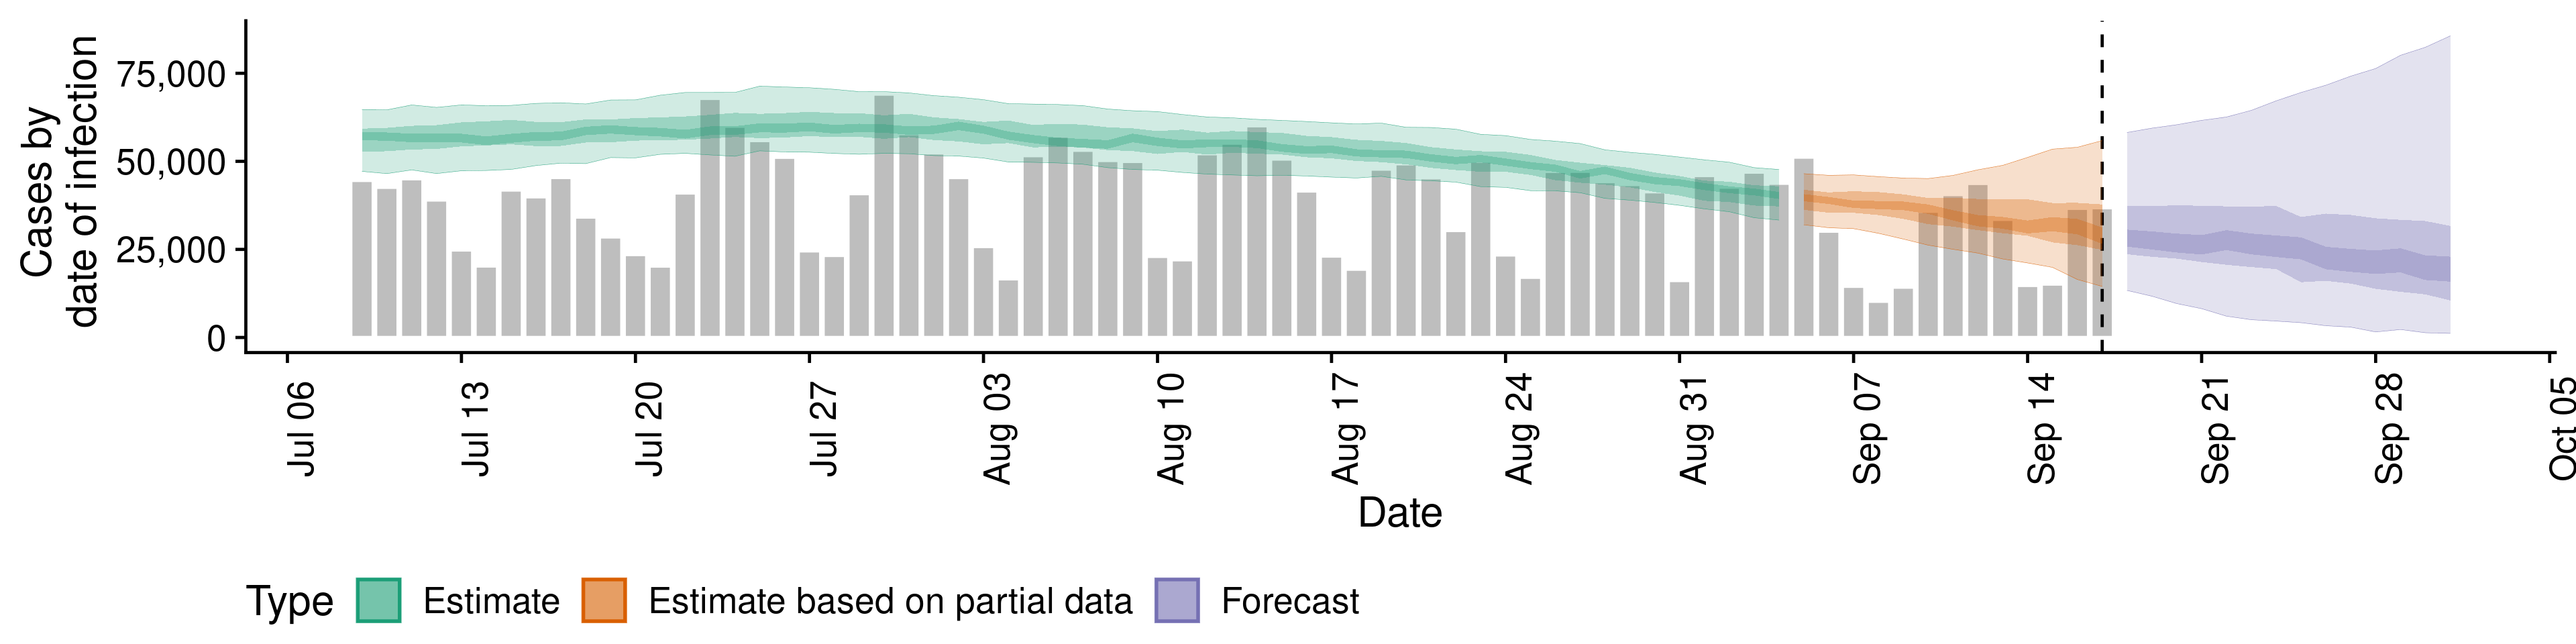 Cases by
date of infection
75,000
50,000
25,000
0
Jul 06
Jul 13
Jul 20
Jul 27
Aug 03
Aug 10
Aug 17
Aug 24
Aug 31
Sep 07
Sep 14
Sep 21
Sep 28
Oct 05
Date
Type
Estimate
Estimate based on partial data
Forecast